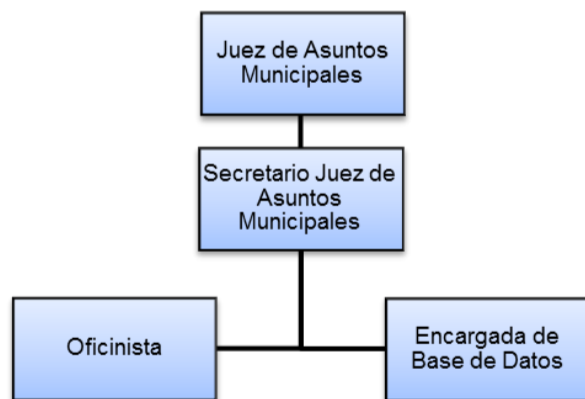 Juez de Asuntos
Municipales
Secretario Juez de
Asuntos
Municipales
Oficinista
Encargada de
Base de Datos